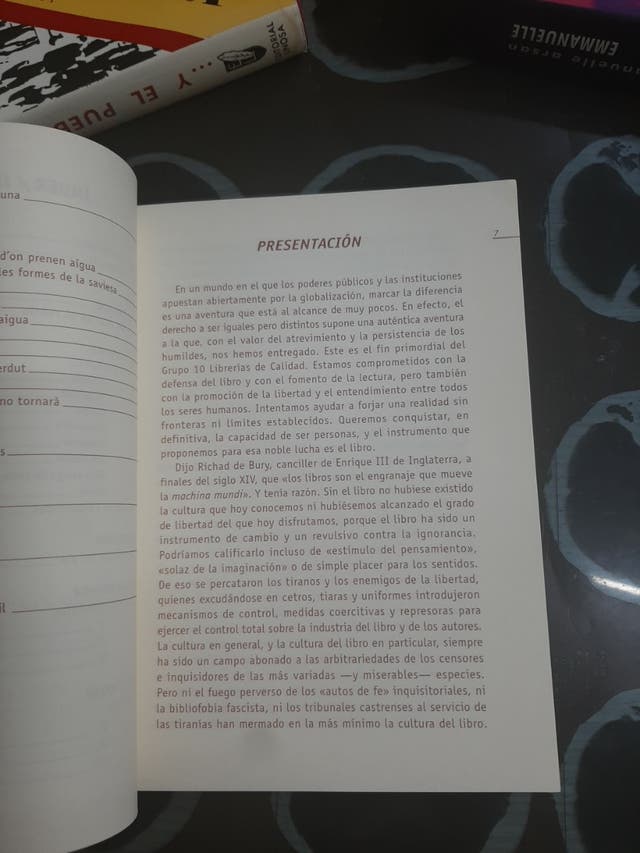 EDITORIAL
...Y EL PUEB
EMMANUELLE
una
d'on prenen aigua
les formes de la saviesa
aigua
erdut
no tornarà
s
il
7
PRESENTACIÓN
En un mundo en el que los poderes públicos y las instituciones
apuestan abiertamente por la globalización, marcar la diferencia
es una aventura que está al alcance de muy pocos. En efecto, el
derecho a ser iguales pero distintos supone una auténtica aventura
a la que, con el valor del atrevimiento y la persistencia de los
humildes, nos hemos entregado. Este es el fin primordial del
Grupo 10 Librerías de Calidad. Estamos comprometidos con la
defensa del libro y con el fomento de la lectura, pero también
con la promoción de la libertad y el entendimiento entre todos
los seres humanos. Intentamos ayudar a forjar una realidad sin
fronteras ni límites establecidos. Queremos conquistar, en
definitiva, la capacidad de ser personas, y el instrumento que
proponemos para esa noble lucha es el libro.
Dijo Richad de Bury, canciller de Enrique III de Inglaterra, a
finales del siglo XIV, que «los libros son el engranaje que mueve
la machina mundi». Y tenía razón. Sin el libro no hubiese existido
la cultura que hoy conocemos ni hubiésemos alcanzado el grado
de libertad del que hoy disfrutamos, porque el libro ha sido un
instrumento de cambio y un revulsivo contra la ignorancia.
Podríamos calificarlo incluso de «estímulo del pensamiento»,
«solaz de la imaginación» o de simple placer para los sentidos.
De eso se percataron los tiranos y los enemigos de la libertad,
quienes excudándose en cetros, tiaras y uniformes introdujeron
mecanismos de control, medidas coercitivas y represoras para
ejercer el control total sobre la industria del libro y de los autores.
La cultura en general, y la cultura del libro en particular, siempre
ha sido un campo abonado a las arbitrariedades de los censores
e inquisidores de las más variadas —y miserables— especies.
Pero ni el fuego perverso de los «autos de fe» inquisitoriales, ni
la bibliofobia fascista, ni los tribunales castrenses al servicio de
las tiranías han mermado en la más mínimo la cultura del libro.